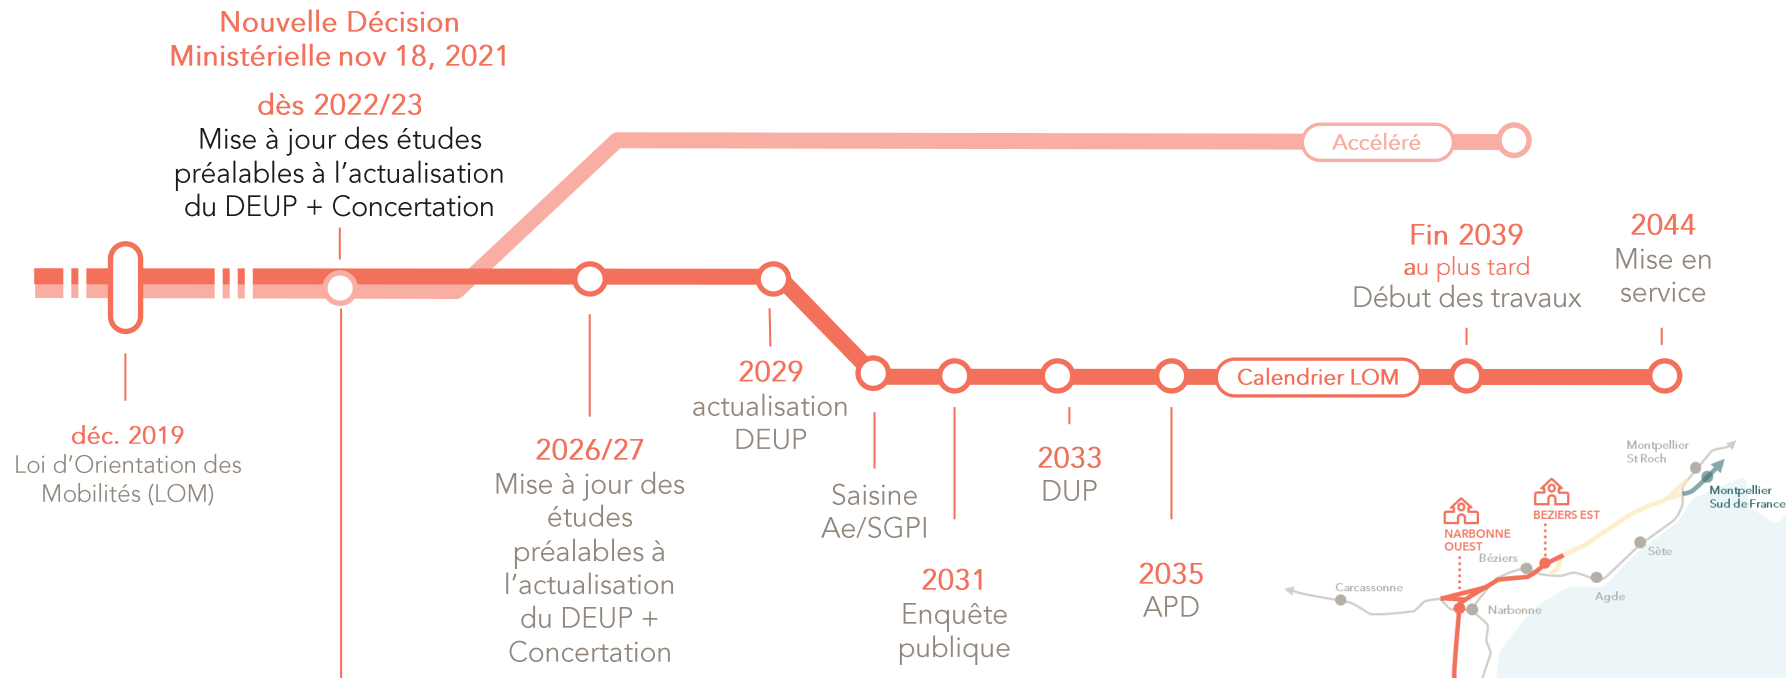 Nouvelle Décision
Ministérielle nov 18, 2021
dès 2022/23
Mise à jour des études
préalables à l'actualisation
du DEUP + Concertation
Accéléré
déc. 2019
Loi d'Orientation des
Mobilités (LOM)
2026/27
Mise à jour des
études
préalables à
l'actualisation
du DEUP +
Concertation
2029
actualisation
DEUP
Saisine
Ae/SGPI
2031
Enquête
publique
2033
DUP
2035
APD
Calendrier LOM
Fin 2039
au plus tard
Début des travaux
2044
Mise en
service
Montpellier
St Roch
Montpellier
Sud de France
BEZIERS EST
NARBONNE
OUEST
Béziers
Sète
Agde
Carcassonne
Narbonne